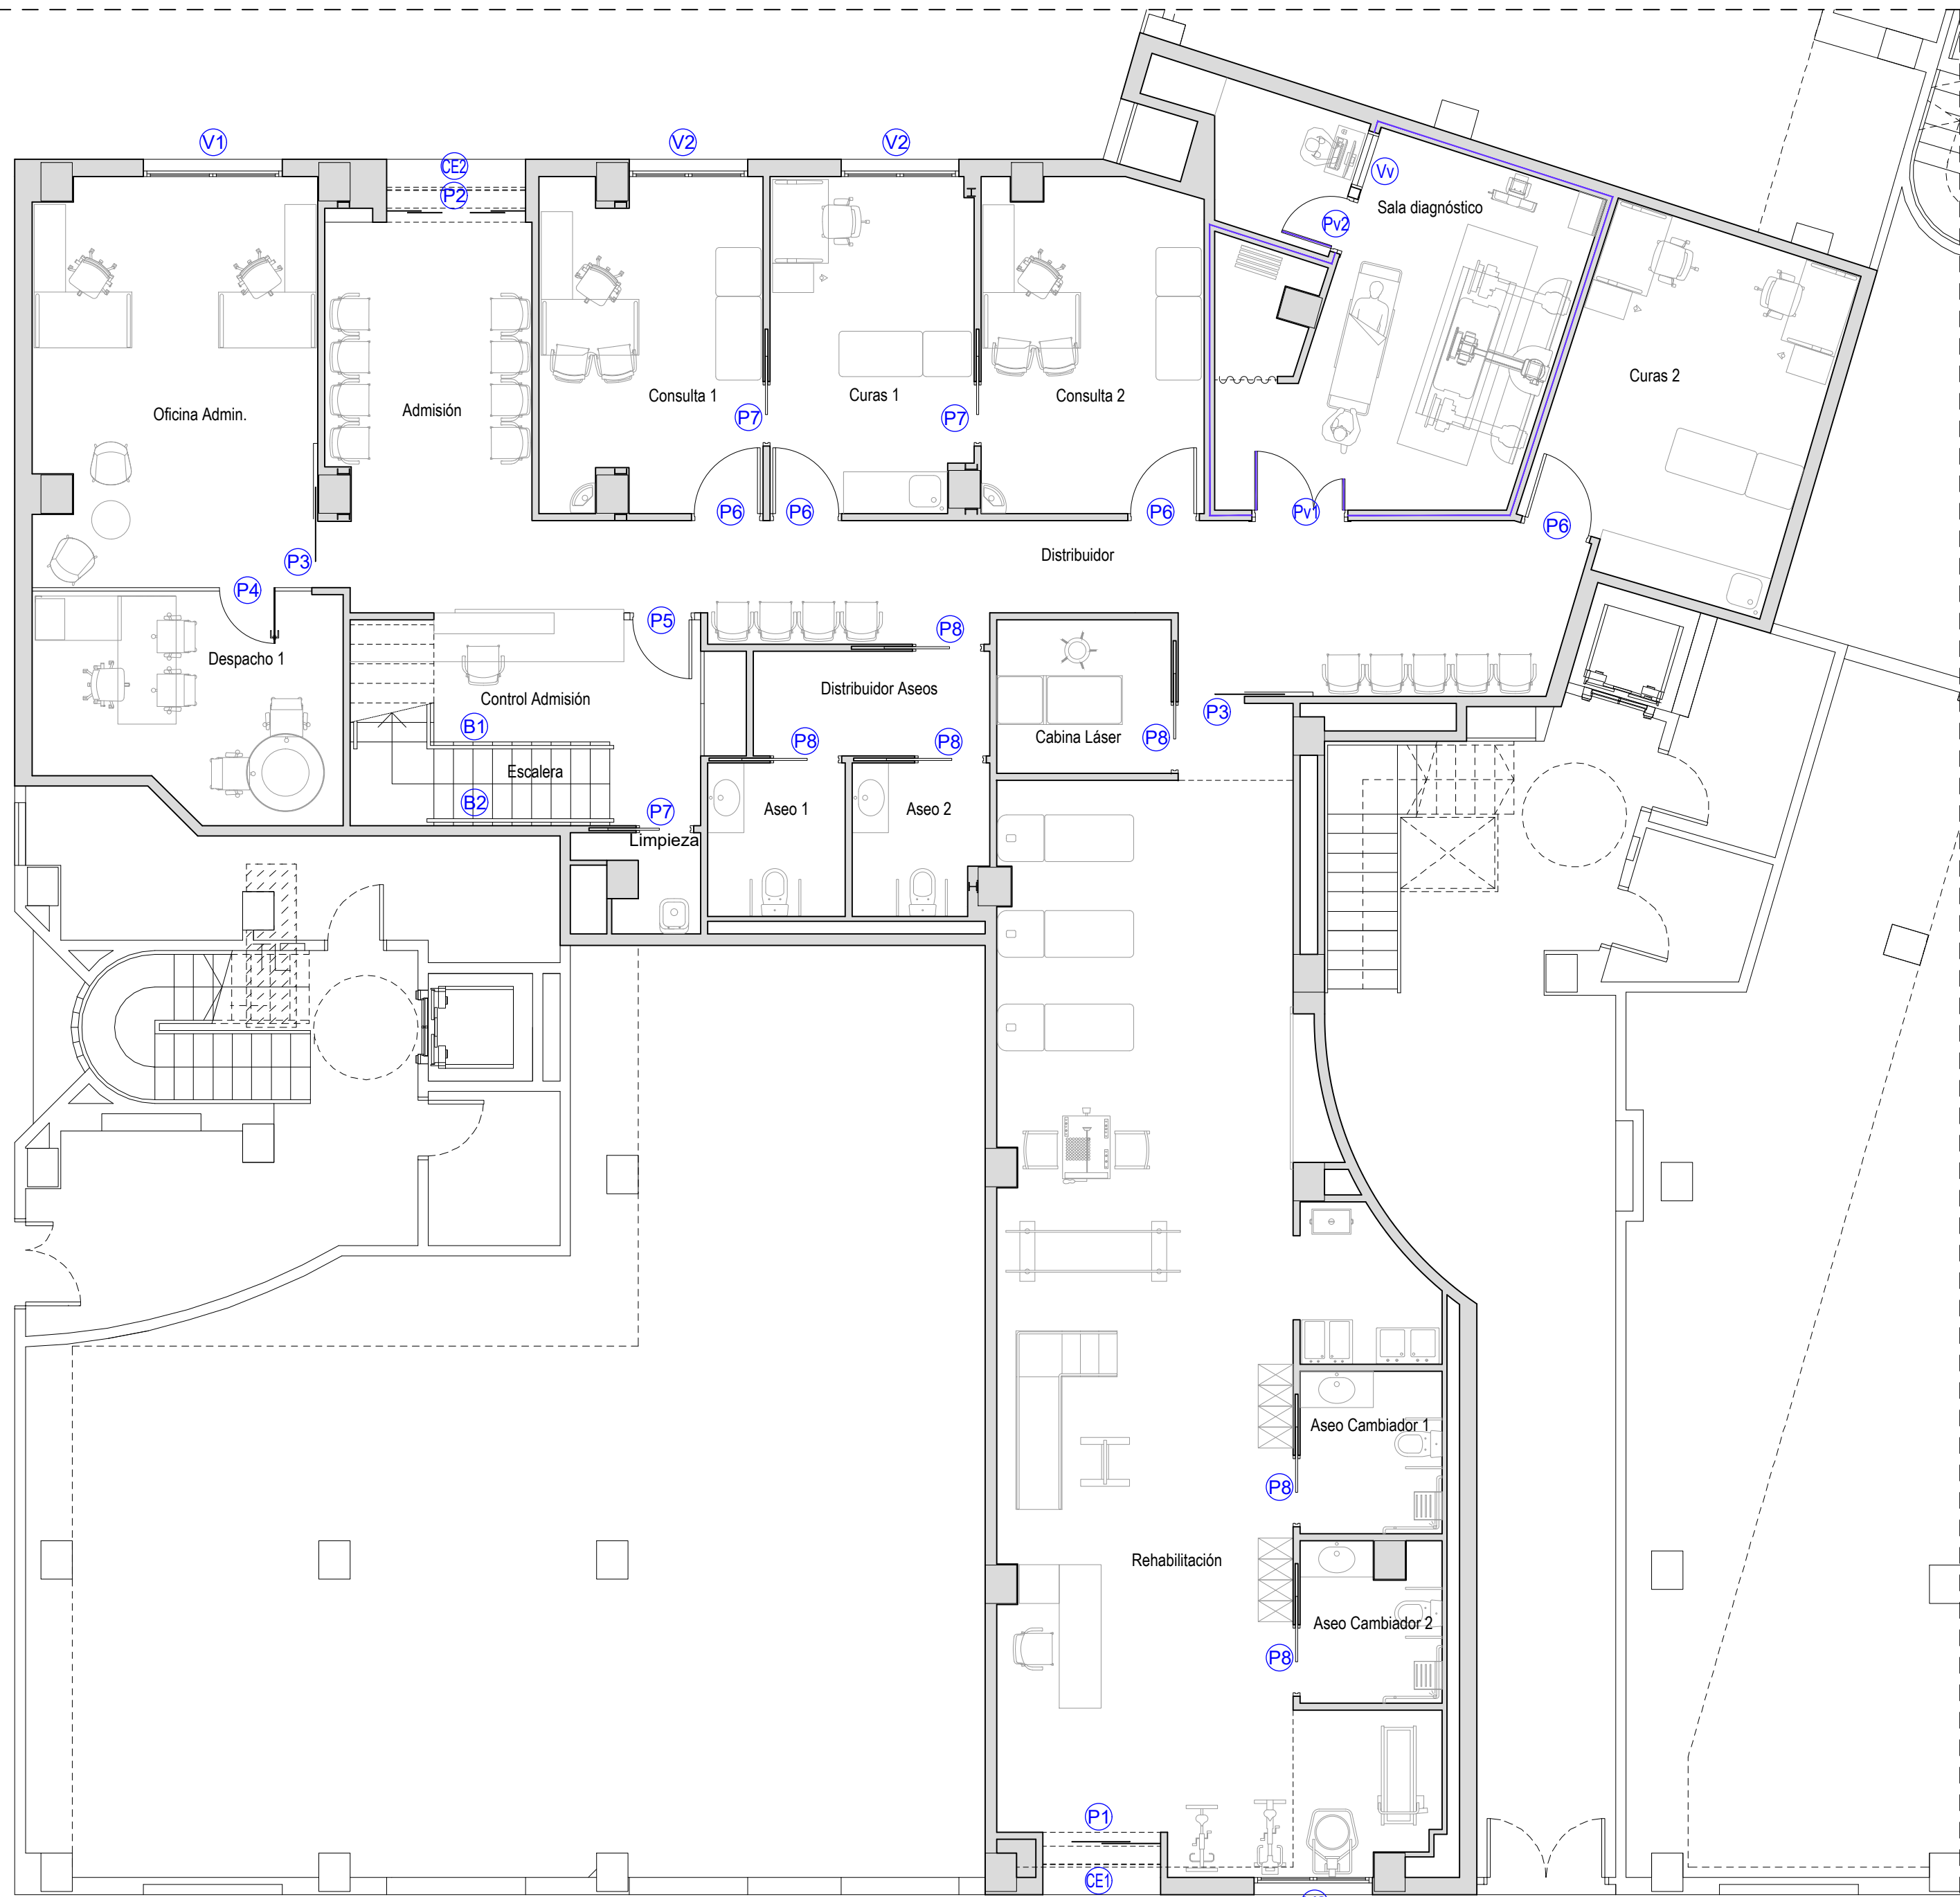 V1
CE2
P2
V2
V2
Vv
Sala diagnóstico
Pv2
Curas 2
Consulta 1
Curas 1
Consulta 2
Oficina Admin.
Admisión
P7
P7
P6
P6
P6
Pv1
P6
Distribuidor
P3
P4
P5
P8
Despacho 1
Distribuidor Aseos
Control Admisión
P3
B1
Cabina Láser
P8
P8
P8
Escalera
B2
Aseo 1
Aseo 2
P7
Limpieza
Aseo Cambiador 1
P8
Rehabilitación
Aseo Cambiador 2
P8
P1
CE1